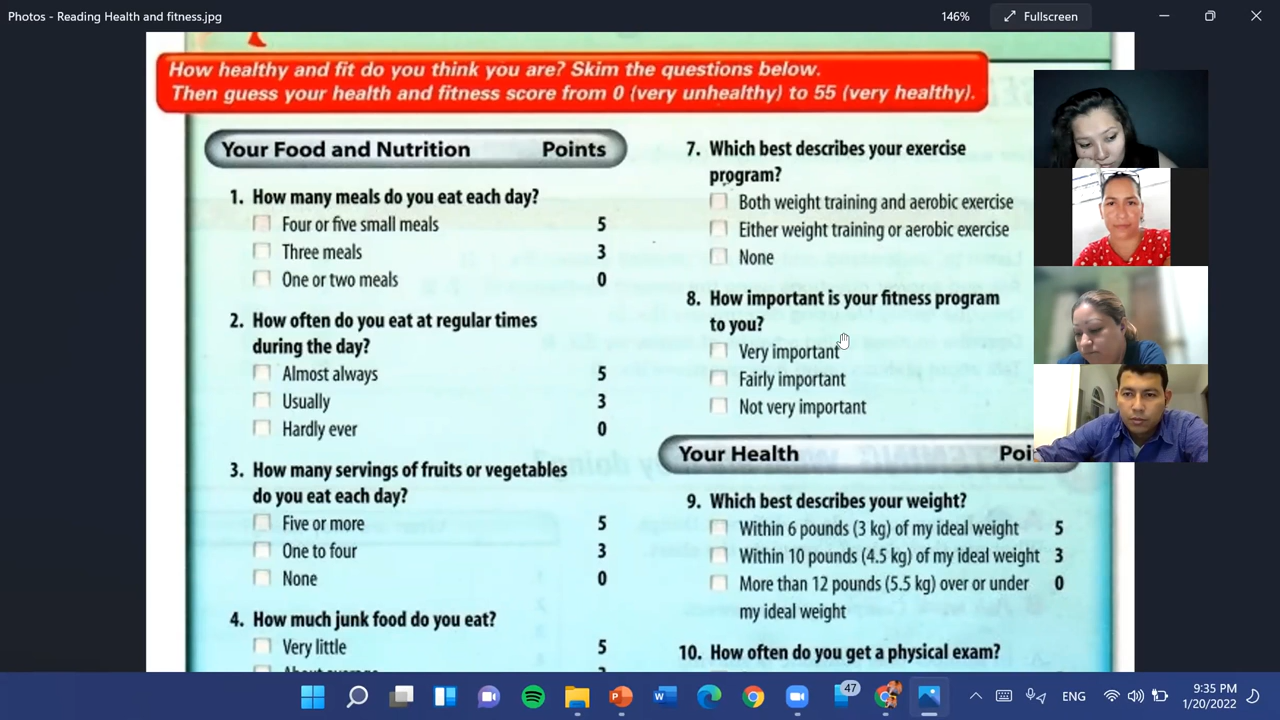 Photos - Reading Health and fitness.jpg
146%
Fullscreen
How healthy and fit do you think you are? Skim the questions below.
Then guess your health and fitness score from 0 (very unhealthy) to 55 (very healthy).
Your Food and Nutrition Points
1. How many meals do you eat each day?
Four or five small meals 5
Three meals 3
One or two meals 0
2. How often do you eat at regular times
during the day?
Almost always 5
Usually 3
Hardly ever 0
3. How many servings of fruits or vegetables
do you eat each day?
Five or more 5
One to four 3
None 0
4. How much junk food do you eat?
Very little 5
7. Which best describes your exercise
program?
Both weight training and aerobic exercise
Either weight training or aerobic exercise
None
8. How important is your fitness program
to you?
Very important
Fairly important
Not very important
Your Health
9. Which best describes your weight?
Within 6 pounds (3 kg) of my ideal weight 5
Within 10 pounds (4.5 kg) of my ideal weight 3
More than 12 pounds (5.5 kg) over or under 0
my ideal weight
10. How often do you get a physical exam?
47
ENG
9:35 PM
1/20/2022